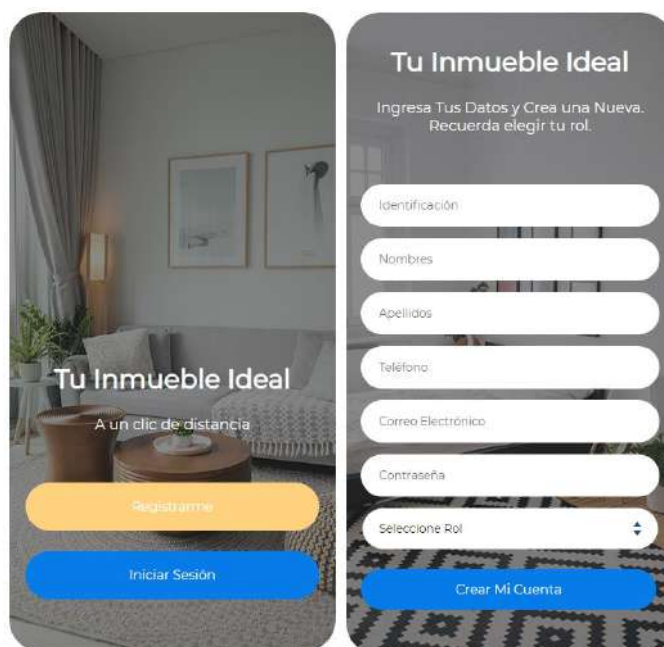 Tu Inmueble Ideal
A un clic de distancia
Registrarme
Iniciar Sesión
Tu Inmueble Ideal
Ingresa Tus Datos y Crea una Nueva.
Recuerda elegir tu rol.
Identificación
Nombres
Apellidos
Teléfono
Correo Electrónico
Contraseña
Seleccione Rol
Crear Mi Cuenta